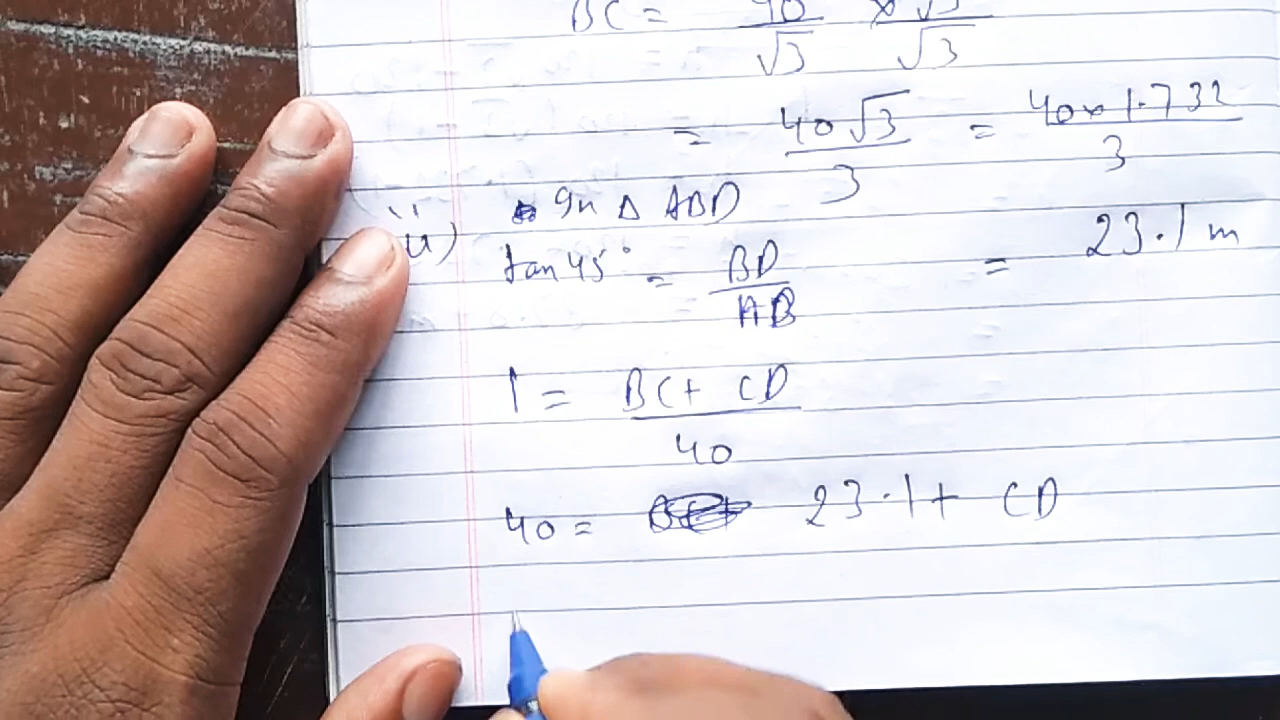 BC = 40/√3 × √3/√3
= 40√3/3 = 40×1.732/3
= 23.1 m
ii) In Δ ABD
tan 45° = BD/AB
1 = BC+ CD/40
40 = 23.1+ CD